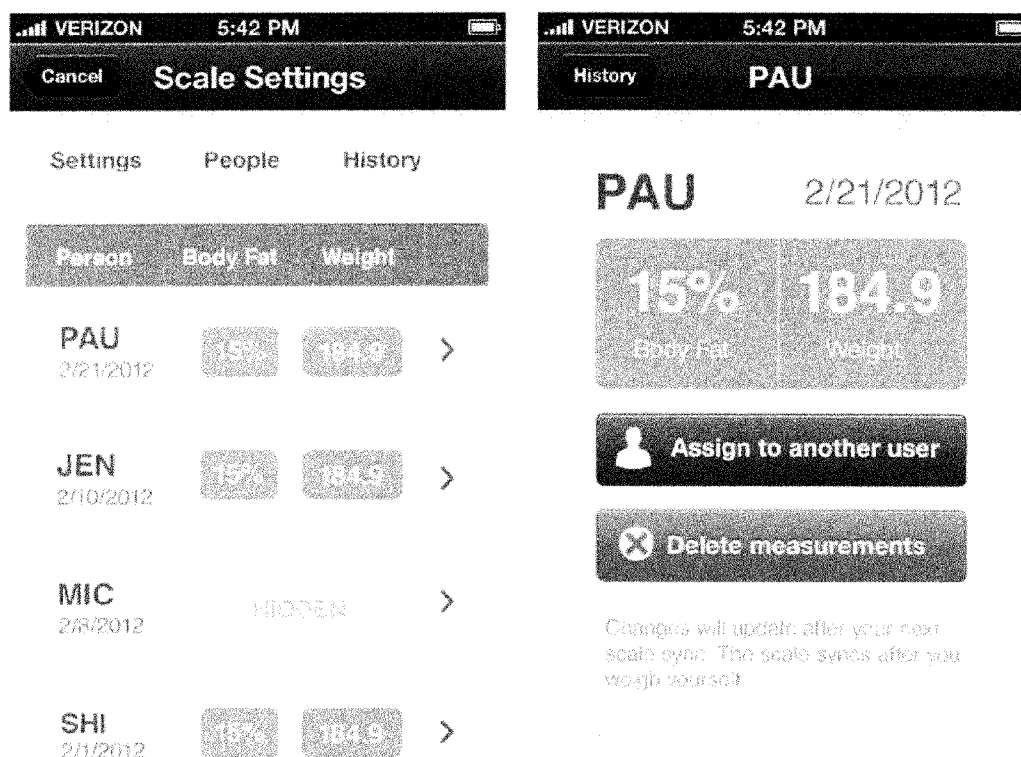 VERIZON 5:42 PM
Cancel Scale Settings
Settings People History
Person Body Fat Weight
PAU 15% 184.9
2/21/2012
JEN 15% 184.9
2/10/2012
MIC HIDDEN
2/8/2012
SHI 15% 184.9
2/1/2012
VERIZON 5:42 PM
History PAU
PAU 2/21/2012
15% 184.9
Body Fat Weight
Assign to another user
Delete measurements
Changes will update after your next
scale sync. The scale syncs after you
weigh yourself.